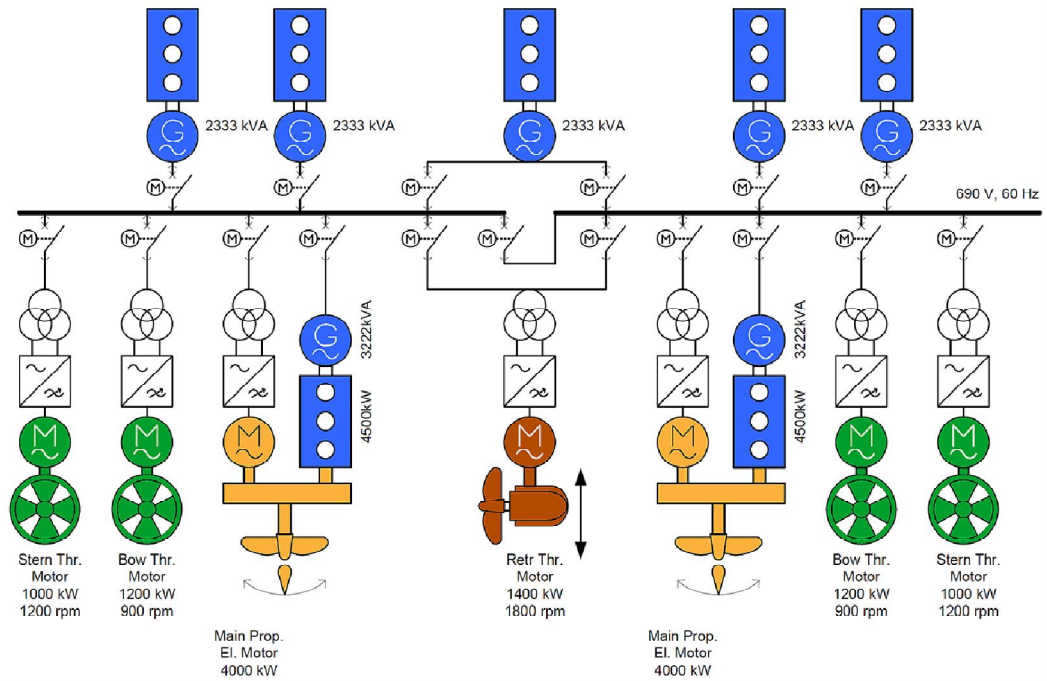 G
2333 kVA
G
2333 kVA
G
2333 kVA
G
2333 kVA
G
2333 kVA
M
M
M
M
M
M
690 V, 60 Hz
M
M
M
M
M
M
M
M
M
M
M
G
3222kVA
G
3222kVA
4500kW
4500kW
M
M
M
M
M
M
M
Stern Thr.
Motor
1000 kW
1200 rpm
Bow Thr.
Motor
1200 kW
900 rpm
Retr Thr.
Motor
1400 kW
1800 rpm
Bow Thr.
Motor
1200 kW
900 rpm
Stern Thr.
Motor
1000 kW
1200 rpm
Main Prop.
El. Motor
4000 kW
Main Prop.
El. Motor
4000 kW